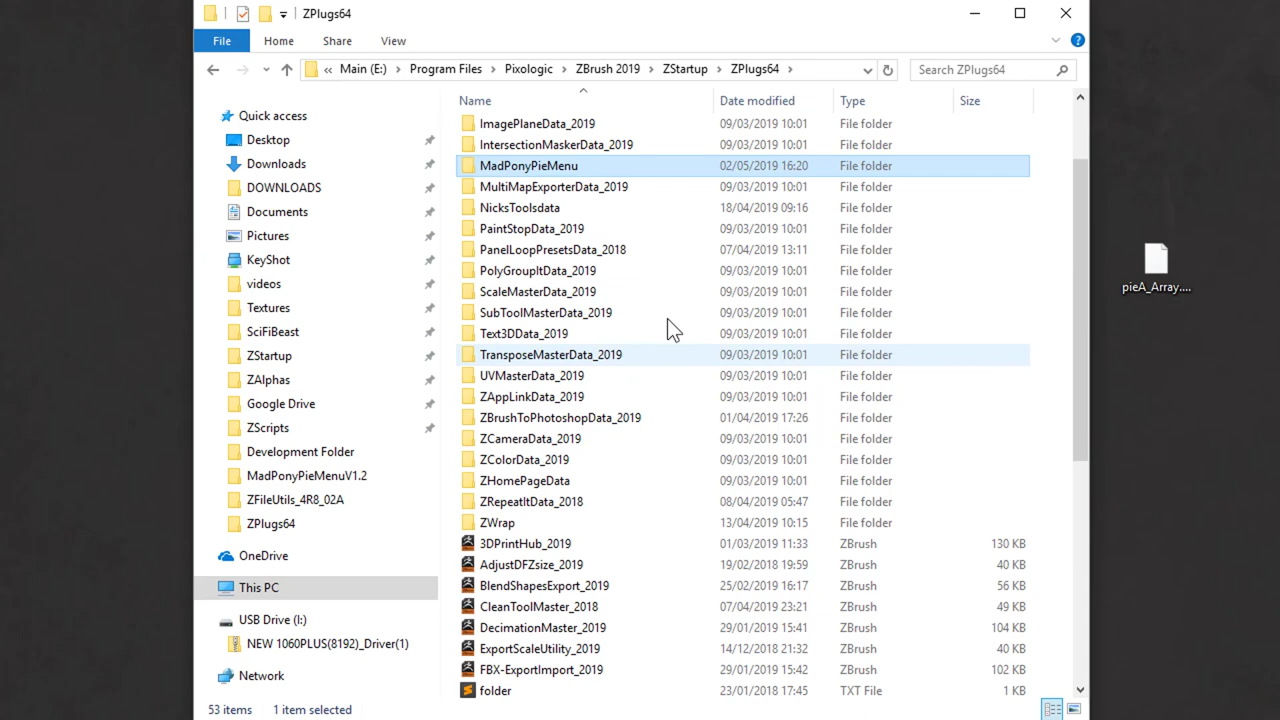 ZPlugs64
File Home Share View
« Main (E:) > Program Files > Pixologic > ZBrush 2019 > ZStartup > ZPlugs64 > Search ZPlugs64
Name Date modified Type Size
Quick access
Desktop
Downloads
DOWNLOADS
Documents
Pictures
KeyShot
videos
Textures
SciFiBeast
ZStartup
ZAlphas
Google Drive
ZScripts
Development Folder
MadPonyPieMenuV1.2
ZFileUtils_4R8_02A
ZPlugs64
OneDrive
This PC
USB Drive (I:)
NEW 1060PLUS(8192)_Driver(1)
Network
ImagePlaneData_2019 09/03/2019 10:01 File folder
IntersectionMaskerData_2019 09/03/2019 10:01 File folder
MadPonyPieMenu 02/05/2019 16:20 File folder
MultiMapExporterData_2019 09/03/2019 10:01 File folder
NicksToolsdata 18/04/2019 09:16 File folder
PaintStopData_2019 09/03/2019 10:01 File folder
PanelLoopPresetsData_2018 07/04/2019 13:11 File folder
PolyGroupItData_2019 09/03/2019 10:01 File folder
ScaleMasterData_2019 09/03/2019 10:01 File folder
SubToolMasterData_2019 09/03/2019 10:01 File folder
Text3DData_2019 09/03/2019 10:01 File folder
TransposeMasterData_2019 09/03/2019 10:01 File folder
UVMasterData_2019 09/03/2019 10:01 File folder
ZAppLinkData_2019 09/03/2019 10:01 File folder
ZBrushToPhotoshopData_2019 01/04/2019 17:26 File folder
ZCameraData_2019 09/03/2019 10:01 File folder
ZColorData_2019 09/03/2019 10:01 File folder
ZHomePageData 09/03/2019 10:01 File folder
ZRepeatItData_2018 08/04/2019 05:47 File folder
ZWrap 13/04/2019 10:15 File folder
3DPrintHub_2019 01/03/2019 11:33 ZBrush 130 KB
AdjustDFZsize_2019 19/02/2018 19:59 ZBrush 40 KB
BlendShapesExport_2019 25/02/2019 16:17 ZBrush 56 KB
CleanToolMaster_2018 07/04/2019 23:21 ZBrush 49 KB
DecimationMaster_2019 29/01/2019 15:41 ZBrush 104 KB
ExportScaleUtility_2019 14/12/2018 21:32 ZBrush 40 KB
FBX-ExportImport_2019 29/01/2019 15:42 ZBrush 102 KB
folder 23/01/2018 17:45 TXT File 1 KB
53 items 1 item selected
pieA_Array....